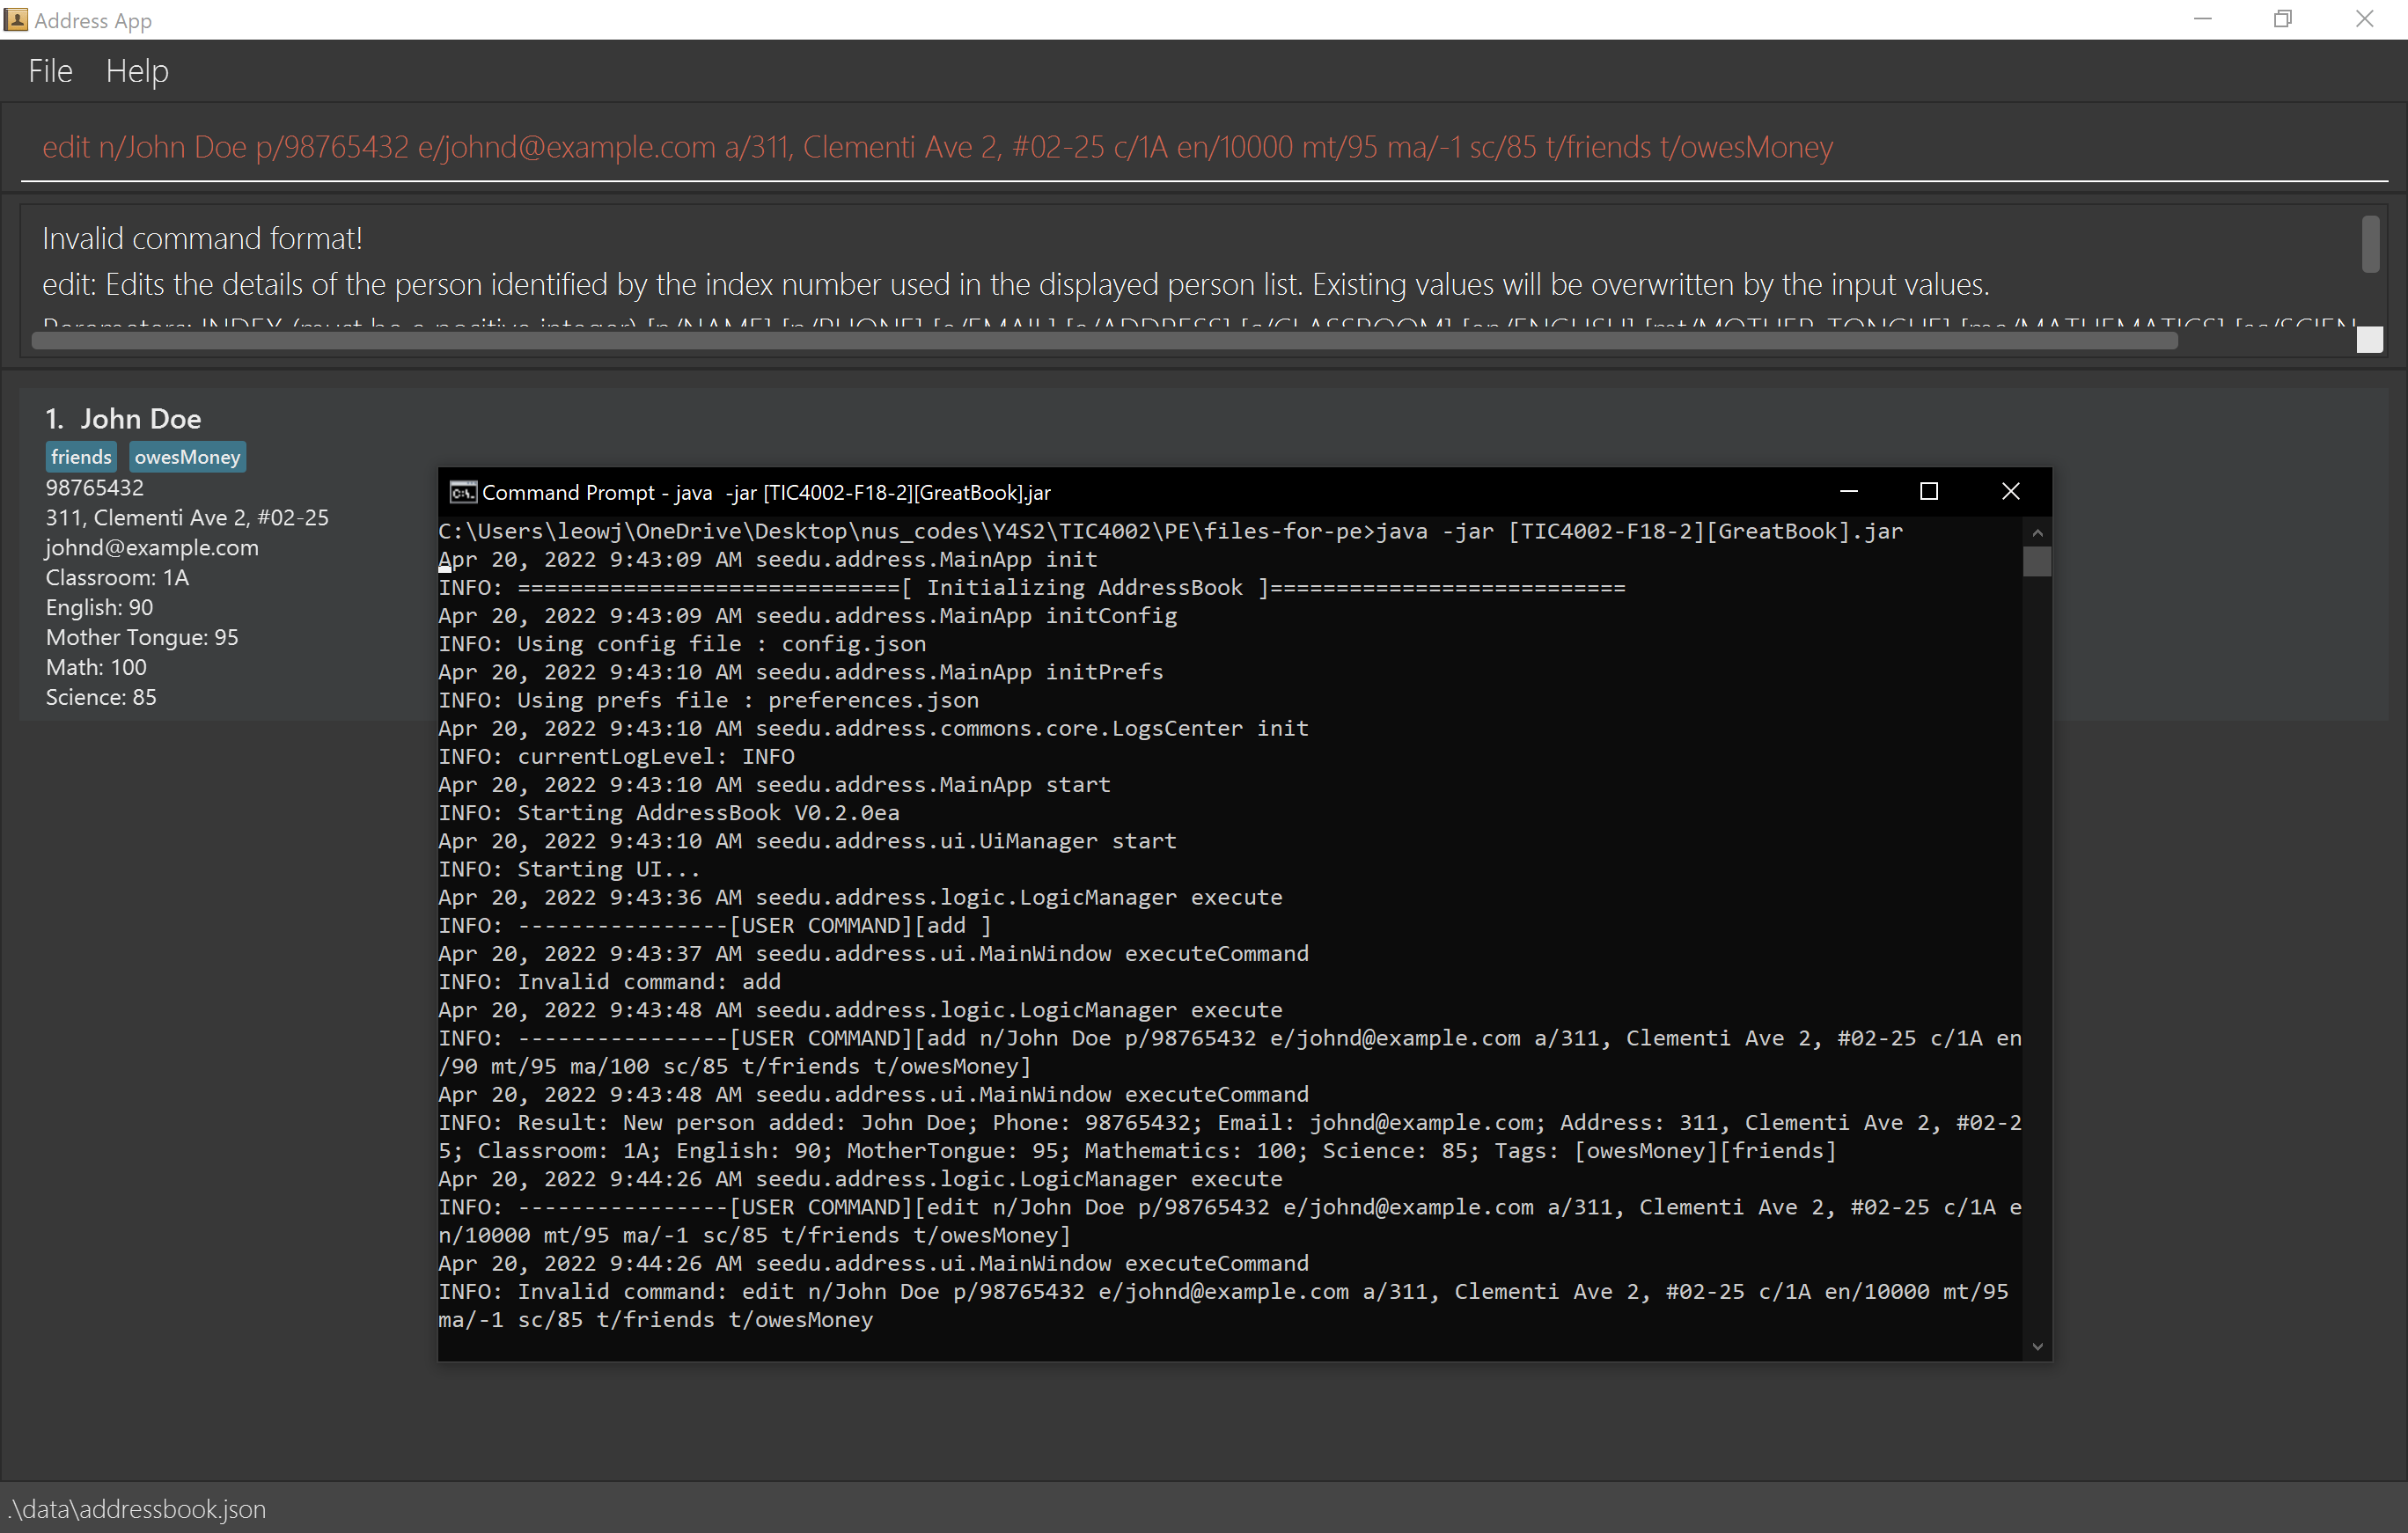 Address App
File Help
edit n/John Doe p/98765432 e/johnd@example.com a/311, Clementi Ave 2, #02-25 c/1A en/10000 mt/95 ma/-1 sc/85 t/friends t/owesMoney
Invalid command format!
edit: Edits the details of the person identified by the index number used in the displayed person list. Existing values will be overwritten by the input values.
Parameters: INDEX (must be a positive integer) [n/NAME] [p/PHONE] [e/EMAIL] [a/ADDRESS] [c/CLASSROOM] [en/ENGLISH] [mt/MOTHER TONGUE] [ma/MATHEMATICS] [sc/SCIEN
1. John Doe
friends owesMoney
98765432
311, Clementi Ave 2, #02-25
johnd@example.com
Classroom: 1A
English: 90
Mother Tongue: 95
Math: 100
Science: 85
Command Prompt - java -jar [TIC4002-F18-2][GreatBook].jar
C:\Users\leowj\OneDrive\Desktop\nus_codes\Y4S2\TIC4002\PE\files-for-pe>java -jar [TIC4002-F18-2][GreatBook].jar
Apr 20, 2022 9:43:09 AM seedu.address.MainApp init
INFO: =============================[ Initializing AddressBook ]===========================
Apr 20, 2022 9:43:09 AM seedu.address.MainApp initConfig
INFO: Using config file : config.json
Apr 20, 2022 9:43:10 AM seedu.address.MainApp initPrefs
INFO: Using prefs file : preferences.json
Apr 20, 2022 9:43:10 AM seedu.address.commons.core.LogsCenter init
INFO: currentLogLevel: INFO
Apr 20, 2022 9:43:10 AM seedu.address.MainApp start
INFO: Starting AddressBook V0.2.0ea
Apr 20, 2022 9:43:10 AM seedu.address.ui.UiManager start
INFO: Starting UI...
Apr 20, 2022 9:43:36 AM seedu.address.logic.LogicManager execute
INFO: ----------------[USER COMMAND][add ]
Apr 20, 2022 9:43:37 AM seedu.address.ui.MainWindow executeCommand
INFO: Invalid command: add
Apr 20, 2022 9:43:48 AM seedu.address.logic.LogicManager execute
INFO: ----------------[USER COMMAND][add n/John Doe p/98765432 e/johnd@example.com a/311, Clementi Ave 2, #02-25 c/1A en
/90 mt/95 ma/100 sc/85 t/friends t/owesMoney]
Apr 20, 2022 9:43:48 AM seedu.address.ui.MainWindow executeCommand
INFO: Result: New person added: John Doe; Phone: 98765432; Email: johnd@example.com; Address: 311, Clementi Ave 2, #02-2
5; Classroom: 1A; English: 90; MotherTongue: 95; Mathematics: 100; Science: 85; Tags: [owesMoney][friends]
Apr 20, 2022 9:44:26 AM seedu.address.logic.LogicManager execute
INFO: ----------------[USER COMMAND][edit n/John Doe p/98765432 e/johnd@example.com a/311, Clementi Ave 2, #02-25 c/1A e
n/10000 mt/95 ma/-1 sc/85 t/friends t/owesMoney]
Apr 20, 2022 9:44:26 AM seedu.address.ui.MainWindow executeCommand
INFO: Invalid command: edit n/John Doe p/98765432 e/johnd@example.com a/311, Clementi Ave 2, #02-25 c/1A en/10000 mt/95
ma/-1 sc/85 t/friends t/owesMoney
.\data\addressbook.json